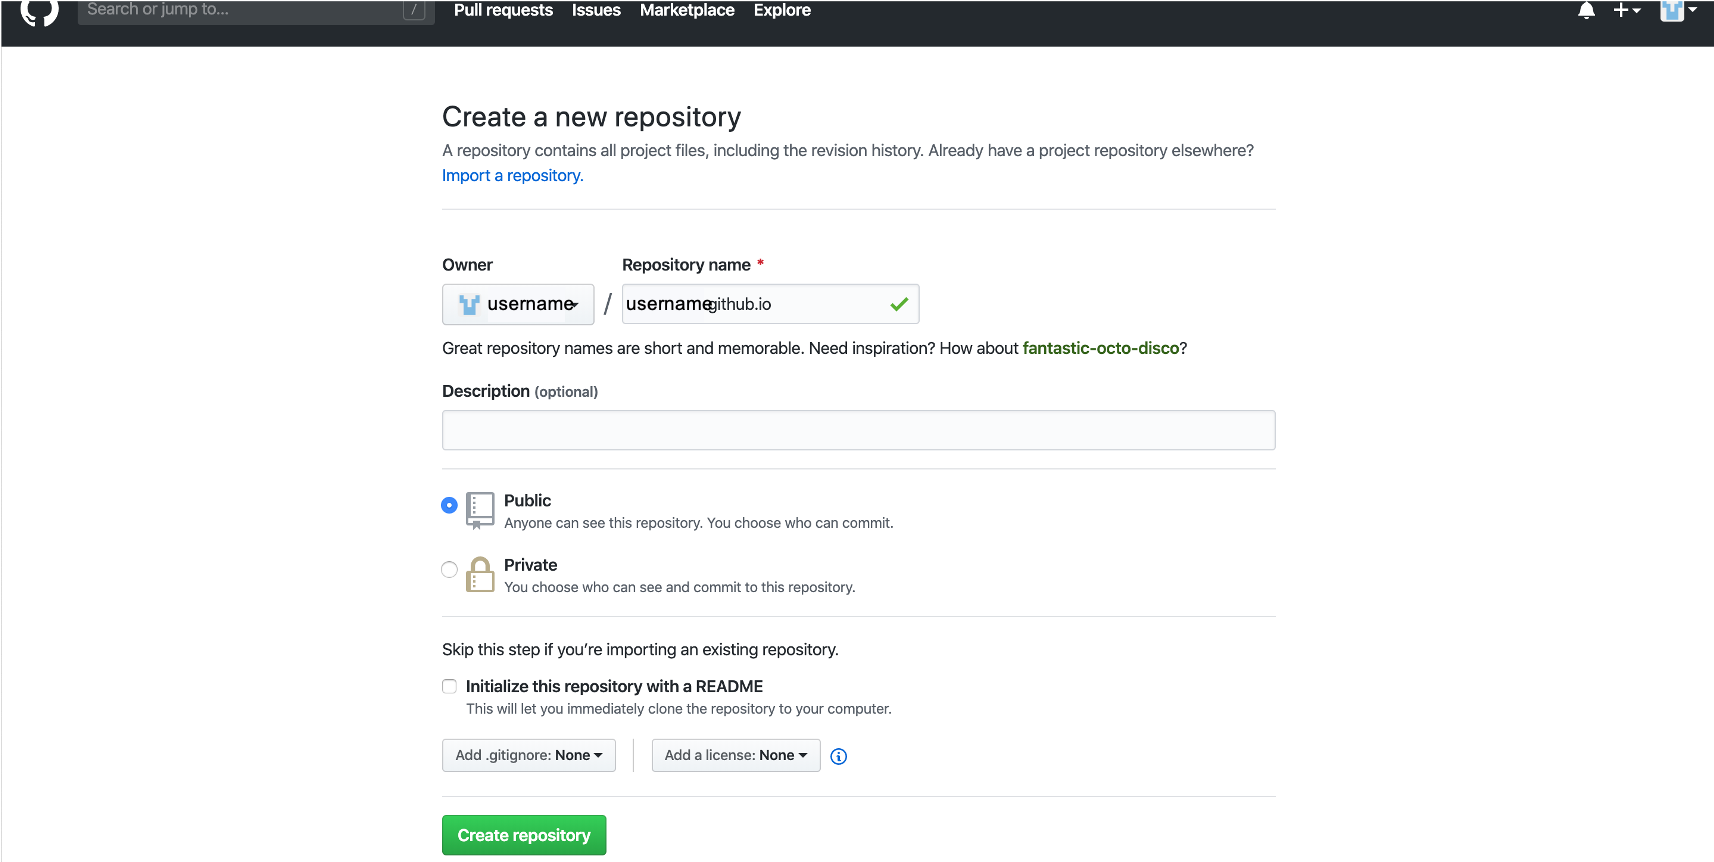 Search or jump to... /
Pull requests Issues Marketplace Explore
Create a new repository
A repository contains all project files, including the revision history. Already have a project repository elsewhere?
Import a repository.
Owner Repository name *
username / usernamegithub.io
Great repository names are short and memorable. Need inspiration? How about fantastic-octo-disco?
Description (optional)
Public
Anyone can see this repository. You choose who can commit.
Private
You choose who can see and commit to this repository.
Skip this step if you’re importing an existing repository.
Initialize this repository with a README
This will let you immediately clone the repository to your computer.
Add .gitignore: None Add a license: None
Create repository